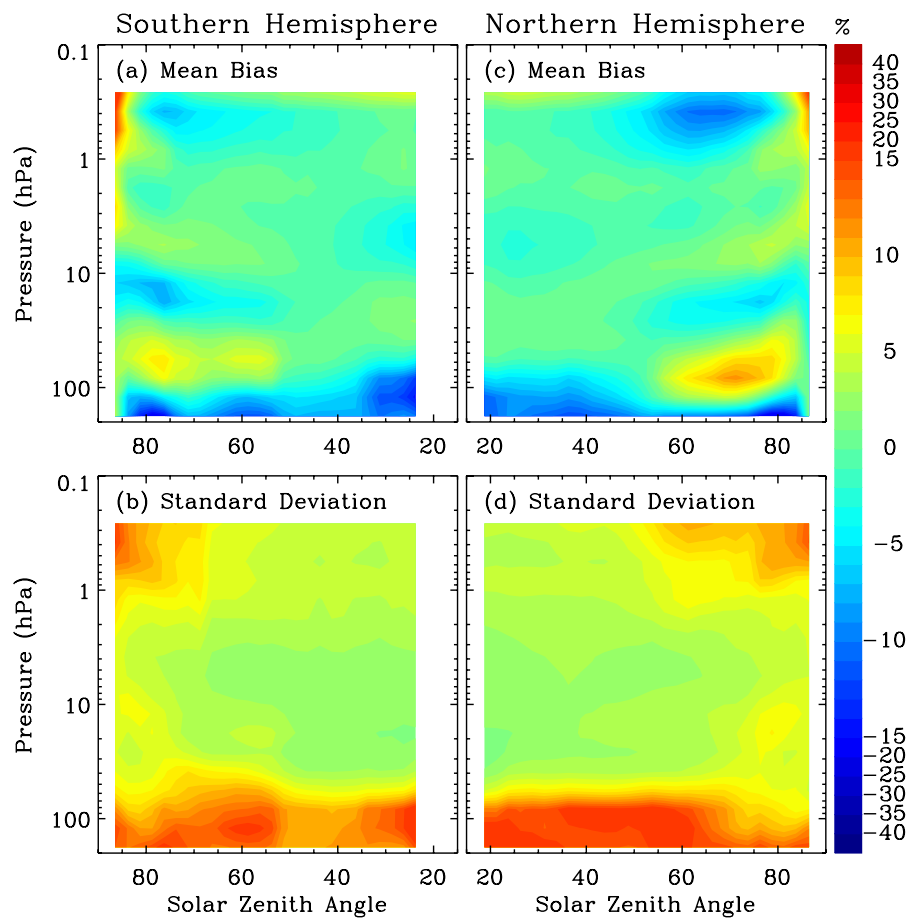 Southern Hemisphere
Northern Hemisphere
%
(a) Mean Bias
(c) Mean Bias
0.1
1
10
100
Pressure (hPa)
80 60 40 20
20 40 60 80
40
35
30
25
20
15
10
5
0
−5
−10
−15
−20
−25
−30
−35
−40
(b) Standard Deviation
(d) Standard Deviation
0.1
1
10
100
Pressure (hPa)
80 60 40 20
20 40 60 80
Solar Zenith Angle
Solar Zenith Angle